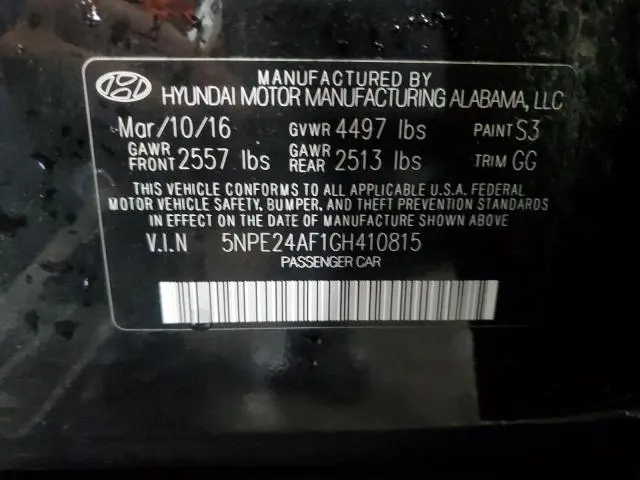 MANUFACTURED BY
HYUNDAI MOTOR MANUFACTURING ALABAMA, LLC
Mar/10/16 GVWR 4497 lbs PAINT S3
GAWR FRONT 2557 lbs GAWR REAR 2513 lbs TRIM GG
THIS VEHICLE CONFORMS TO ALL APPLICABLE U.S.A. FEDERAL
MOTOR VEHICLE SAFETY, BUMPER, AND THEFT PREVENTION STANDARDS
IN EFFECT ON THE DATE OF MANUFACTURE SHOWN ABOVE
V.I.N 5NPE24AF1GH410815
PASSENGER CAR